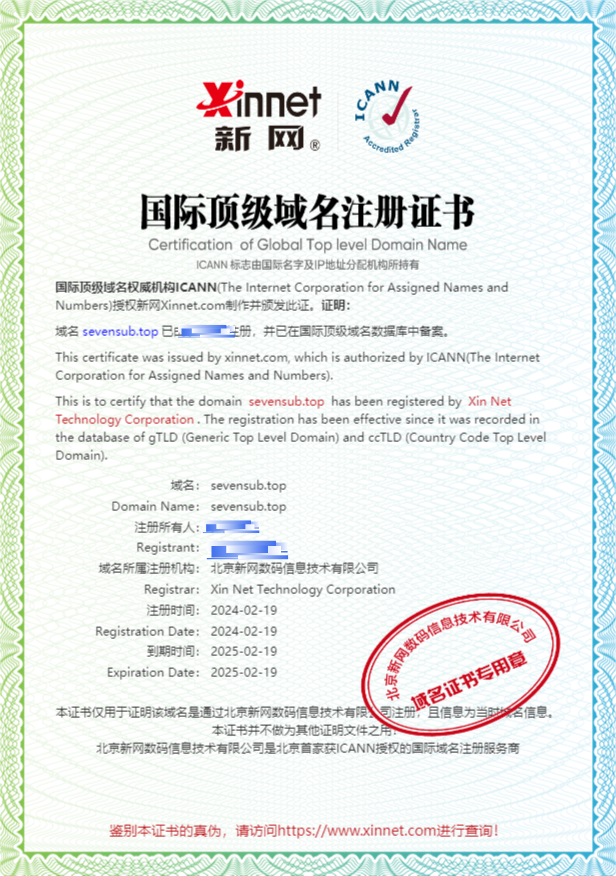 Xinnet
新网®
ICANN
Accredited Registrar
国际顶级域名注册证书
Certification of Global Top level Domain Name
ICANN 标志由国际名字及IP地址分配机构所持有
国际顶级域名权威机构ICANN(The Internet Corporation for Assigned Names and
Numbers)授权新网Xinnet.com制作并颁发此证。证明：
域名 sevensub.top 已由 注册，并已在国际顶级域名数据库中备案。
This certificate was issued by xinnet.com, which is authorized by ICANN(The Internet
Corporation for Assigned Names and Numbers).
This is to certify that the domain sevensub.top has been registered by Xin Net
Technology Corporation . The registration has been effective since it was recorded in
the database of gTLD (Generic Top Level Domain) and ccTLD (Country Code Top Level
Domain).
域名： sevensub.top
Domain Name： sevensub.top
注册所有人：
Registrant：
域名所属注册机构： 北京新网数码信息技术有限公司
Registrar： Xin Net Technology Corporation
注册时间： 2024-02-19
Registration Date： 2024-02-19
到期时间： 2025-02-19
Expiration Date： 2025-02-19
北京新网数码信息技术有限公司
域名证书专用章
本证书仅用于证明该域名是通过北京新网数码信息技术有限公司注册，且信息为当时域名信息。
本证书并不做为其他证明文件之用！
北京新网数码信息技术有限公司是北京首家获ICANN授权的国际域名注册服务商
鉴别本证书的真伪，请访问https://www.xinnet.com进行查询！